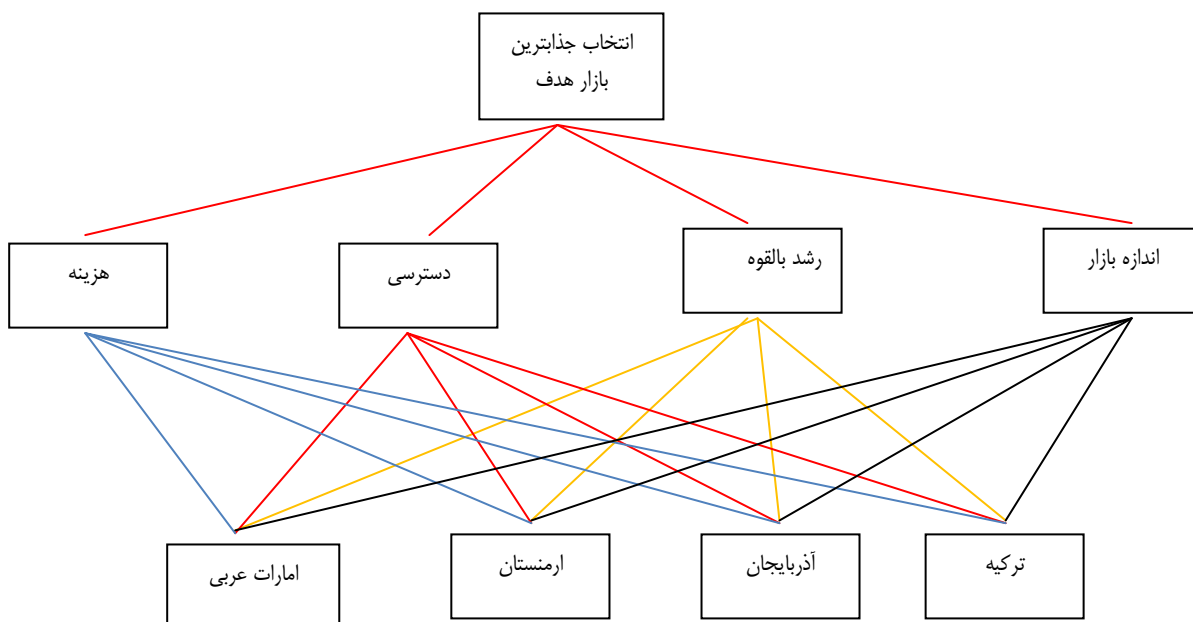 انتخاب جذابترین
بازار هدف
اندازه بازار
رشد بالقوه
دسترسی
هزینه
ترکیه
آذربایجان
ارمنستان
امارات عربی